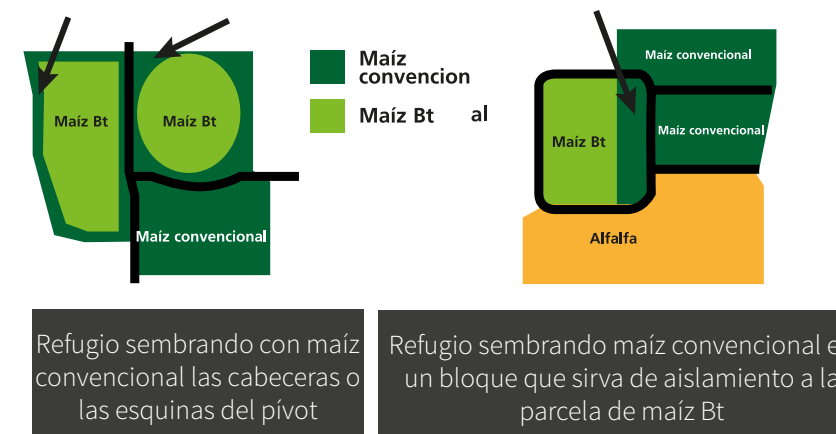 Maíz
convencion
Maíz Bt al
Maíz Bt
Maíz Bt
Maíz convencional
Maíz convencional
Maíz convencional
Maíz Bt
Alfalfa
Refugio sembrando con maíz
convencional las cabeceras o
las esquinas del pívot
Refugio sembrando maíz convencional e
un bloque que sirva de aislamiento a la
parcela de maíz Bt